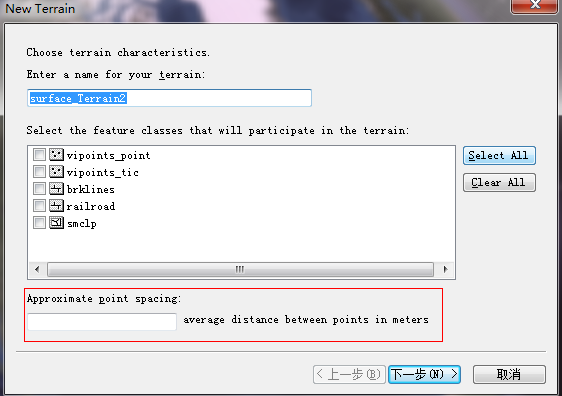 New Terrain
Choose terrain characteristics.
Enter a name for your terrain:
surface_Terrain2
Select the feature classes that will participate in the terrain:
vipoints_point
Select All
vipoints_tic
Clear All
brklines
railroad
smclp
Approximate point spacing:
average distance between points in meters
< 上一步(B) 下一步(N) > 取消